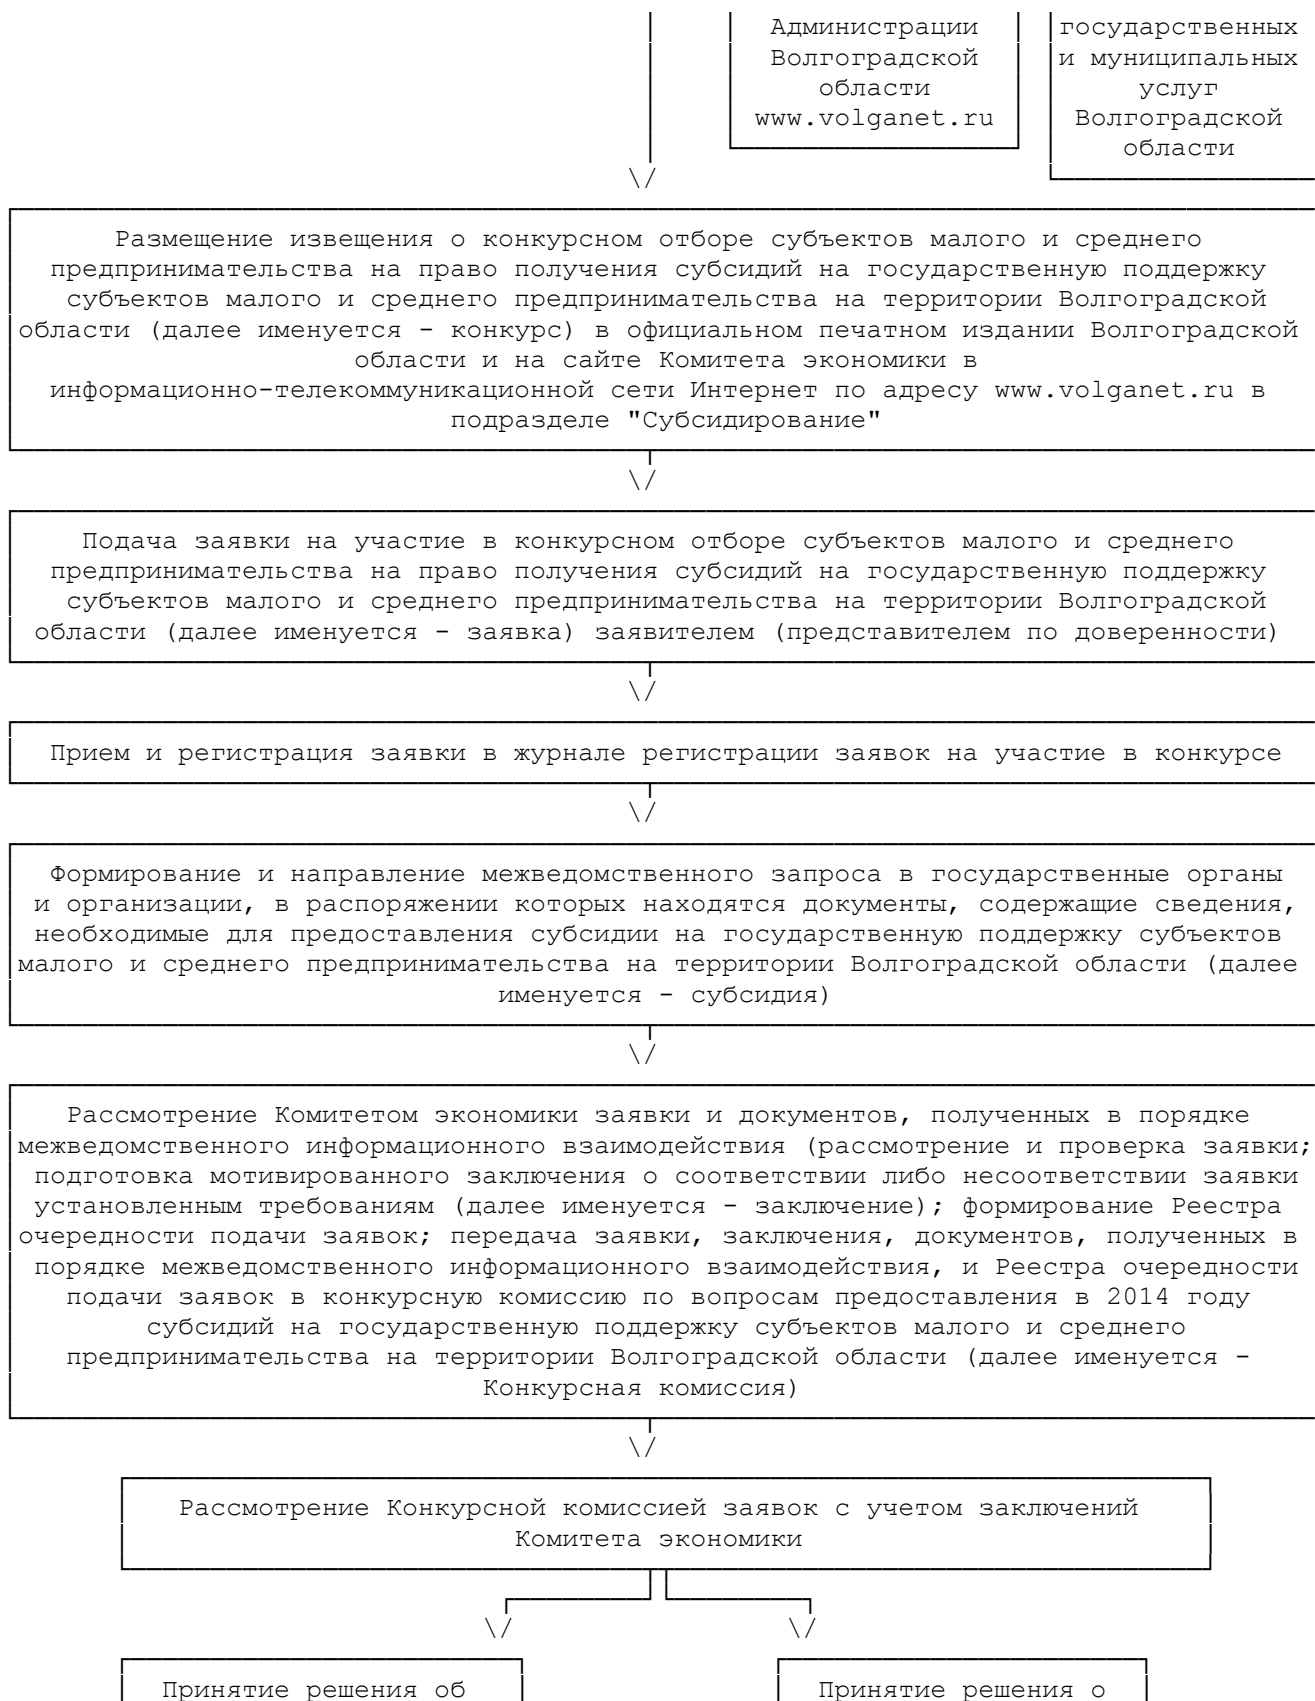 Администрации
Волгоградской
области
www.volganet.ru
государственных
и муниципальных
услуг
Волгоградской
области
Размещение извещения о конкурсном отборе субъектов малого и среднего
предпринимательства на право получения субсидий на государственную поддержку
субъектов малого и среднего предпринимательства на территории Волгоградской
области (далее именуется - конкурс) в официальном печатном издании Волгоградской
области и на сайте Комитета экономики в
информационно-телекоммуникационной сети Интернет по адресу www.volganet.ru в
подразделе "Субсидирование"
Подача заявки на участие в конкурсном отборе субъектов малого и среднего
предпринимательства на право получения субсидий на государственную поддержку
субъектов малого и среднего предпринимательства на территории Волгоградской
области (далее именуется - заявка) заявителем (представителем по доверенности)
Прием и регистрация заявки в журнале регистрации заявок на участие в конкурсе
Формирование и направление межведомственного запроса в государственные органы
и организации, в распоряжении которых находятся документы, содержащие сведения,
необходимые для предоставления субсидии на государственную поддержку субъектов
малого и среднего предпринимательства на территории Волгоградской области (далее
именуется - субсидия)
Рассмотрение Комитетом экономики заявки и документов, полученных в порядке
межведомственного информационного взаимодействия (рассмотрение и проверка заявки;
подготовка мотивированного заключения о соответствии либо несоответствии заявки
установленным требованиям (далее именуется - заключение); формирование Реестра
очередности подачи заявок; передача заявки, заключения, документов, полученных в
порядке межведомственного информационного взаимодействия, и Реестра очередности
подачи заявок в конкурсную комиссию по вопросам предоставления в 2014 году
субсидий на государственную поддержку субъектов малого и среднего
предпринимательства на территории Волгоградской области (далее именуется -
Конкурсная комиссия)
Рассмотрение Конкурсной комиссией заявок с учетом заключений
Комитета экономики
Принятие решения об
Принятие решения о